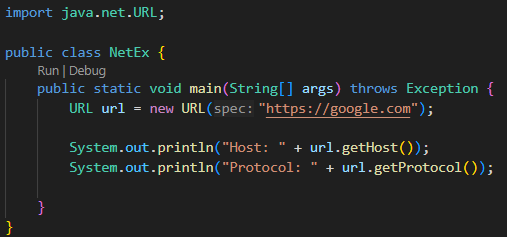 import java.net.URL;
public class NetEx {
Run | Debug
public static void main(String[] args) throws Exception {
URL url = new URL(spec: "https://google.com");
System.out.println("Host: " + url.getHost());
System.out.println("Protocol: " + url.getProtocol());
}
}